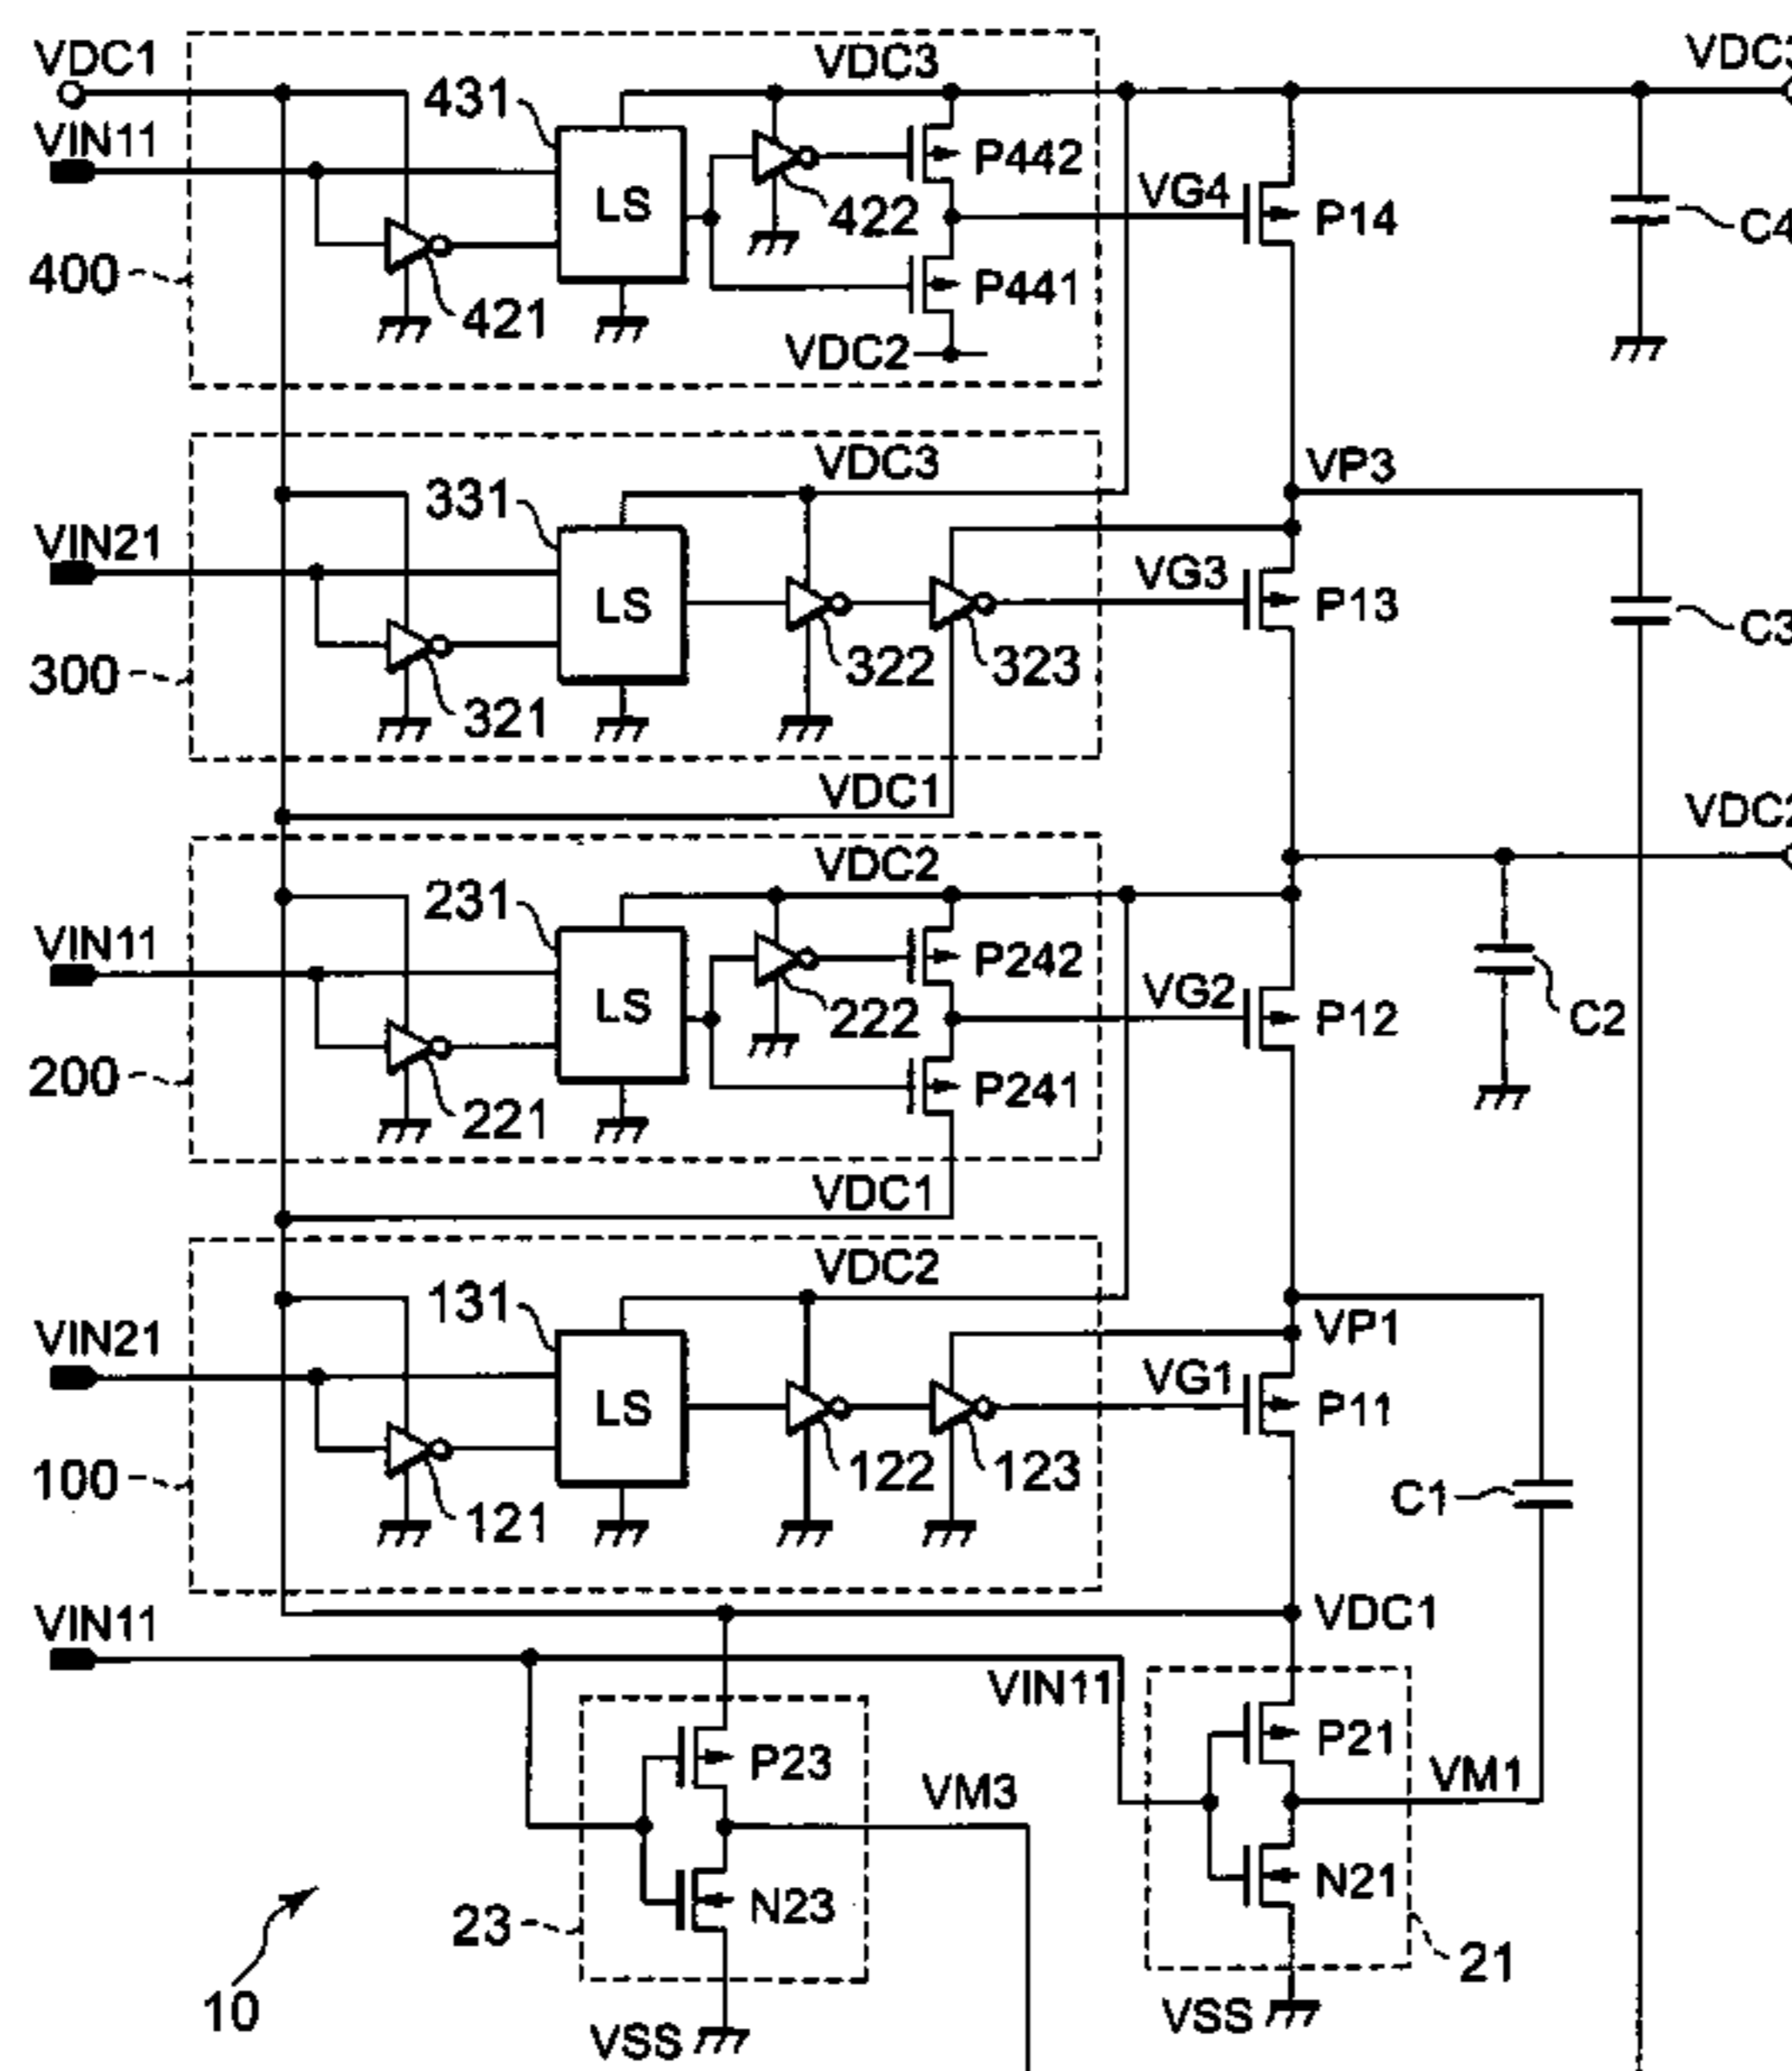 VDC1
VDC3
VIN11
431
LS
P442
422
VG4
P14
C4
400
421
P441
VDC2
VDC3
VP3
331
VIN21
LS
VG3
P13
C3
300
321
322
323
VDC1
VDC2
VDC2
231
VIN11
LS
P242
222
VG2
P12
C2
200
221
P241
VDC1
VDC2
131
VIN21
LS
VP1
VG1
P11
100
121
122
123
C1
VIN11
VDC1
VIN11
P23
P21
VM3
VM1
N23
N21
23
21
10
VSS
VSS